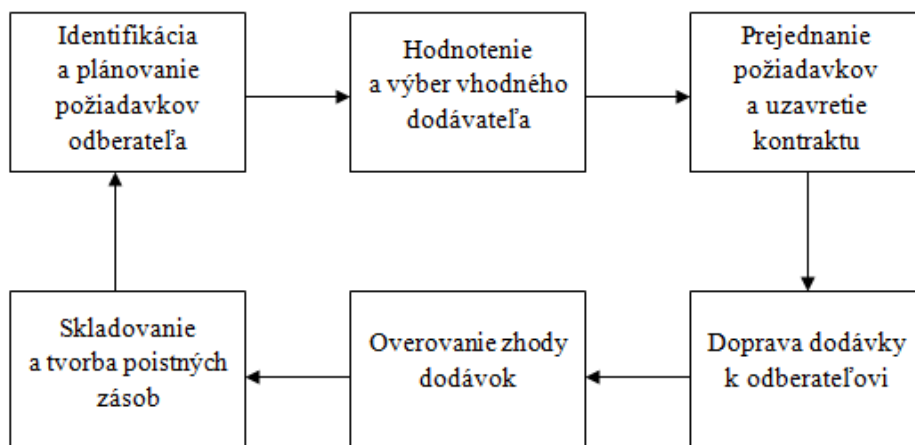 Identifikácia
a plánovanie
požiadavkov
odberateľa
Hodnotenie
a výber vhodného
dodávateľa
Prejednanie
požiadavkov
a uzavretie
kontraktu
Skladovanie
a tvorba poistných
zásob
Overovanie zhody
dodávok
Doprava dodávky
k odberateľovi